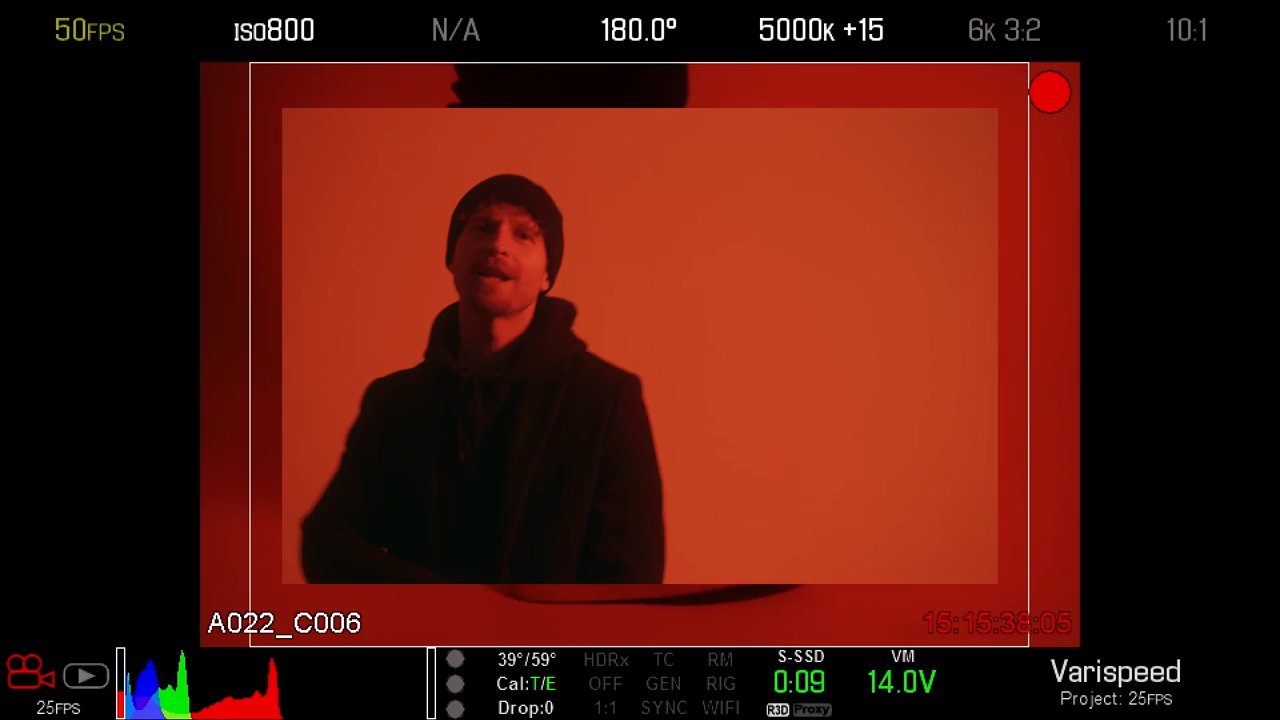 50FPS ISO800 N/A 180.0° 5000K +15 6K 3:2 10:1
A022_C006 15:15:38:05
39°/59° HDRx TC RM S-SSD VM
Cal:T/E OFF GEN RIG 0:09 14.0V Varispeed
25FPS Drop:0 1:1 SYNC WIFI R3D Proxy Project: 25FPS